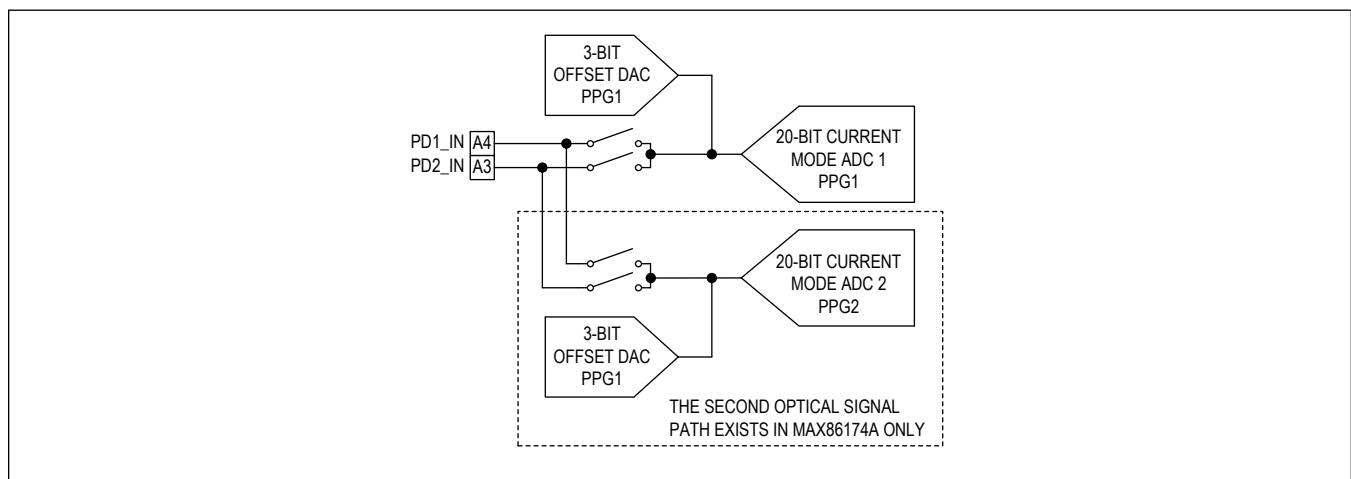 3-BIT
OFFSET DAC
PPG1
PD1_IN A4
PD2_IN A3
20-BIT CURRENT
MODE ADC 1
PPG1
20-BIT CURRENT
MODE ADC 2
PPG2
3-BIT
OFFSET DAC
PPG1
THE SECOND OPTICAL SIGNAL
PATH EXISTS IN MAX86174A ONLY